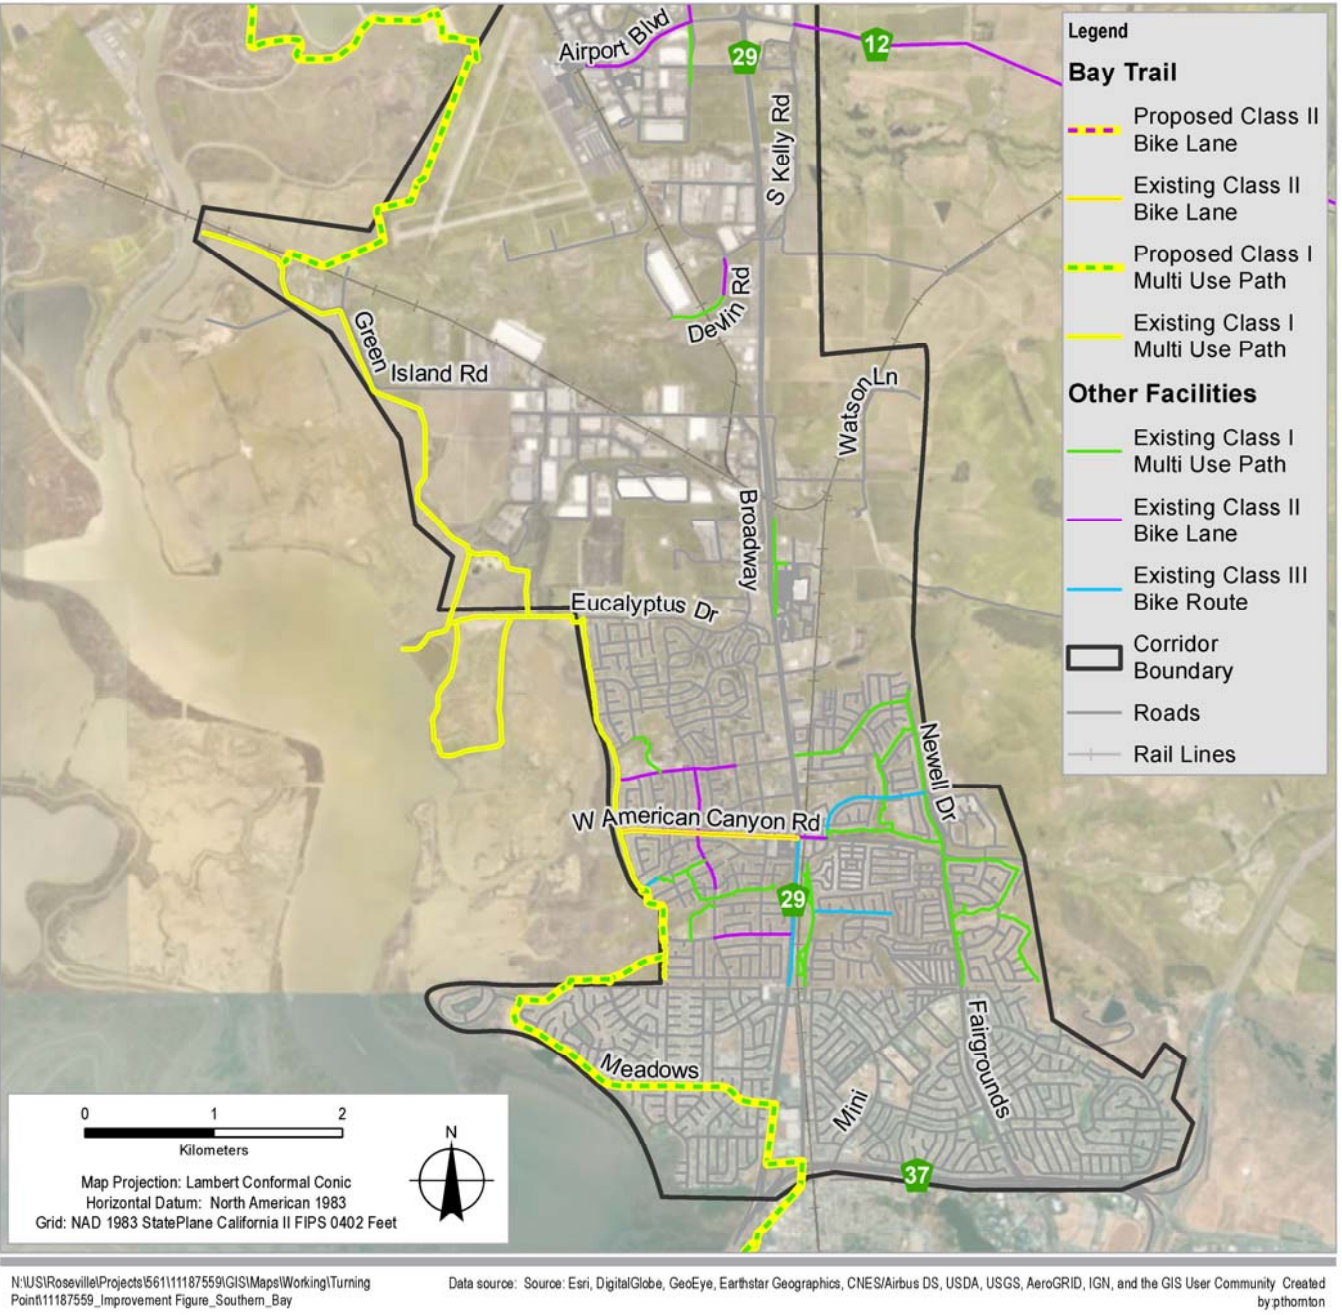 Airport Blvd
29
12
S Kelly Rd
Devlin Rd
Green
Island Rd
Watson Ln
Broadway
Eucalyptus Dr
Newell Dr
W American Canyon Rd
29
Fairgrounds
Meadows
Mini
37
Legend
Bay Trail
Proposed Class II
Bike Lane
Existing Class II
Bike Lane
Proposed Class I
Multi Use Path
Existing Class I
Multi Use Path
Other Facilities
Existing Class I
Multi Use Path
Existing Class II
Bike Lane
Existing Class III
Bike Route
Corridor
Boundary
Roads
Rail Lines
0 1 2
Kilometers
N
Map Projection: Lambert Conformal Conic
Horizontal Datum: North American 1983
Grid: NAD 1983 StatePlane California II FIPS 0402 Feet
N:\US\Roseville\Projects\561\11187559\GIS\Maps\Working\Turning
Point\11187559_Improvement Figure_Southern_Bay
Data source: Source: Esri, DigitalGlobe, GeoEye, Earthstar Geographics, CNES/Airbus DS, USDA, USGS, AeroGRID, IGN, and the GIS User Community Created
by:pthornton